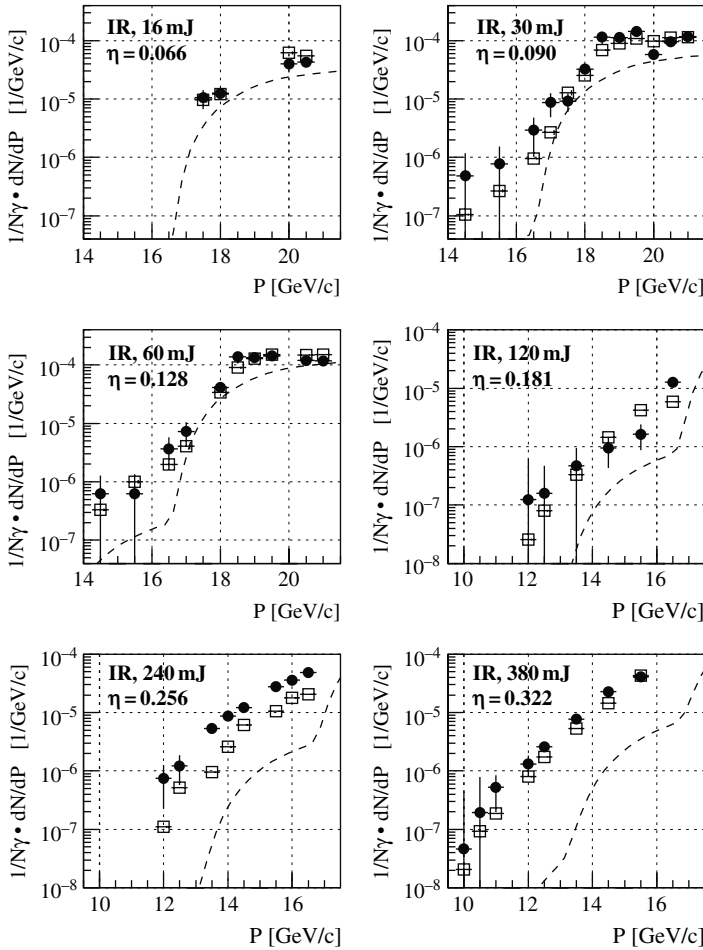 IR, 16 mJ
η = 0.066
1/Nγ • dN/dP [1/GeV/c]
10⁻⁴
10⁻⁵
10⁻⁶
10⁻⁷
14 16 18 20
P [GeV/c]
IR, 30 mJ
η = 0.090
1/Nγ • dN/dP [1/GeV/c]
10⁻⁴
10⁻⁵
10⁻⁶
10⁻⁷
14 16 18 20
P [GeV/c]
IR, 60 mJ
η = 0.128
1/Nγ • dN/dP [1/GeV/c]
10⁻⁴
10⁻⁵
10⁻⁶
10⁻⁷
14 16 18 20
P [GeV/c]
IR, 120 mJ
η = 0.181
1/Nγ • dN/dP [1/GeV/c]
10⁻⁴
10⁻⁵
10⁻⁶
10⁻⁷
10⁻⁸
10 12 14 16
P [GeV/c]
IR, 240 mJ
η = 0.256
1/Nγ • dN/dP [1/GeV/c]
10⁻⁴
10⁻⁵
10⁻⁶
10⁻⁷
10⁻⁸
10 12 14 16
P [GeV/c]
IR, 380 mJ
η = 0.322
1/Nγ • dN/dP [1/GeV/c]
10⁻⁴
10⁻⁵
10⁻⁶
10⁻⁷
10⁻⁸
10 12 14 16
P [GeV/c]